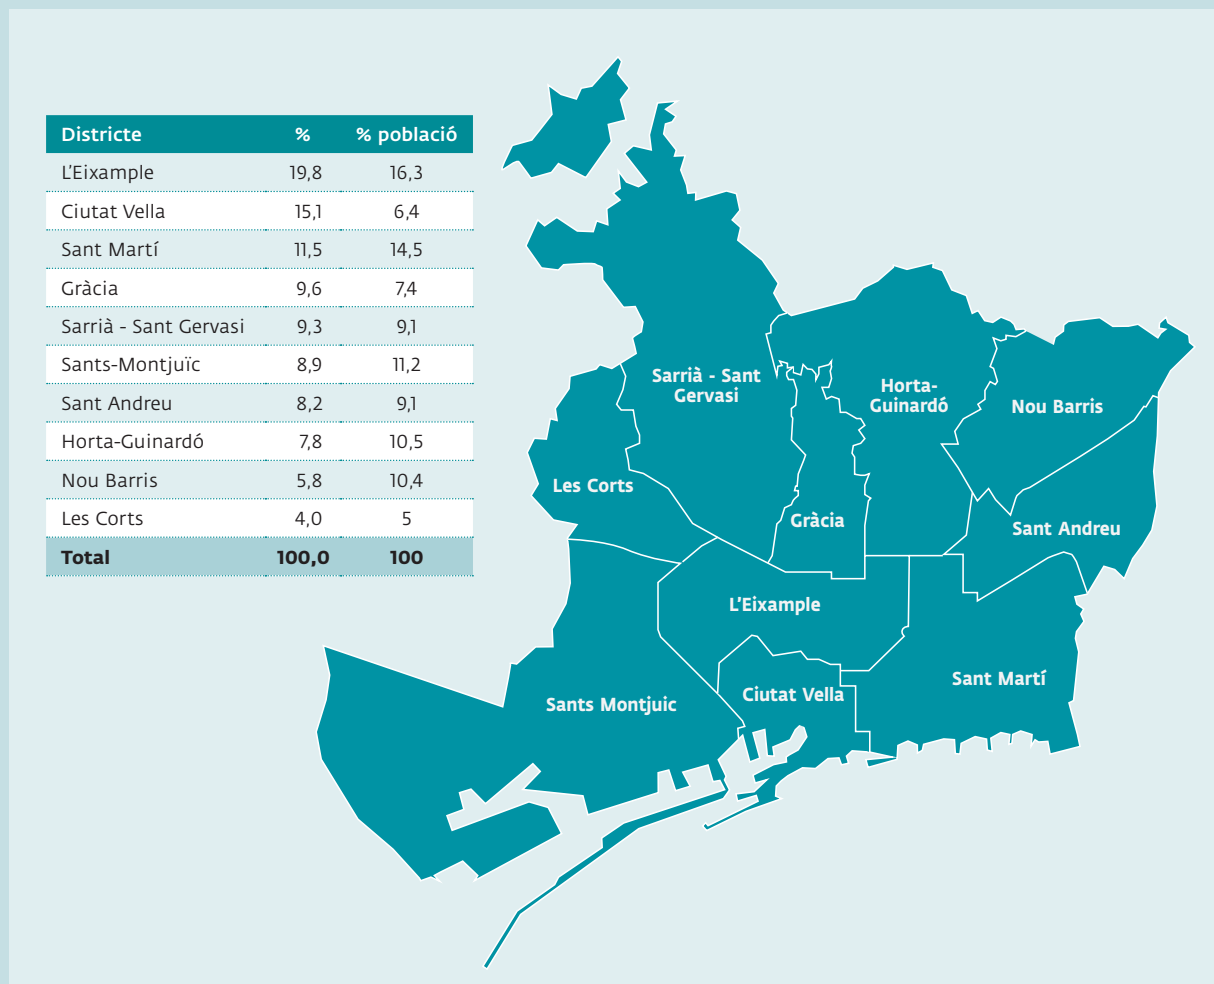 Districte % % població
L'Eixample 19,8 16,3
Ciutat Vella 15,1 6,4
Sant Martí 11,5 14,5
Gràcia 9,6 7,4
Sarrià - Sant Gervasi 9,3 9,1
Sants-Montjuïc 8,9 11,2
Sant Andreu 8,2 9,1
Horta-Guinardó 7,8 10,5
Nou Barris 5,8 10,4
Les Corts 4,0 5
Total 100,0 100
Sarrià - Sant
Gervasi
Horta-
Guinardó
Nou Barris
Les Corts
Gràcia
Sant Andreu
L'Eixample
Sant Martí
Ciutat Vella
Sants Montjuic